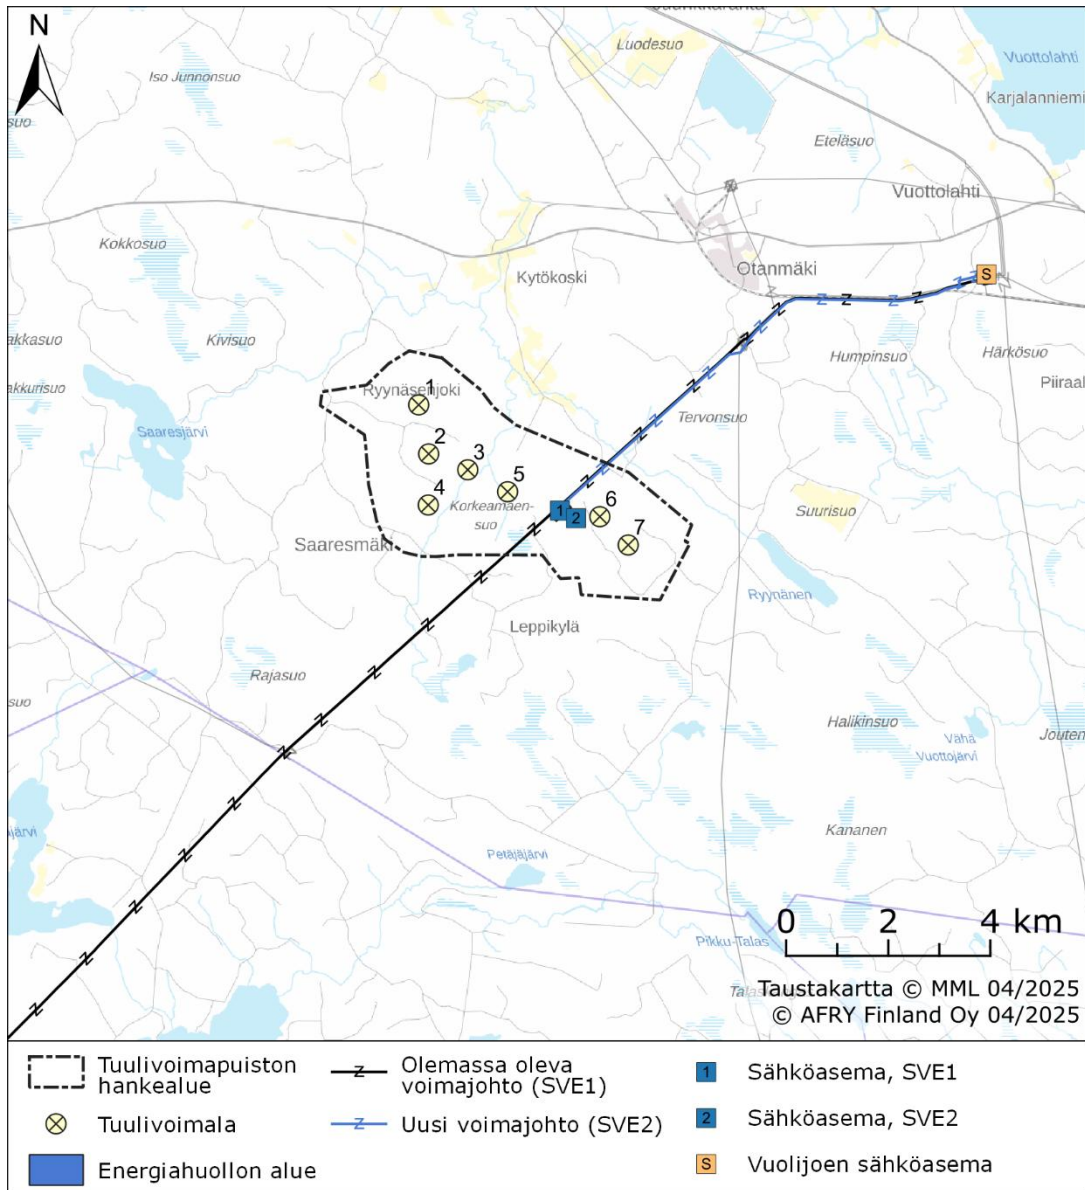 N
Luodesuo
Vuottolahti
Iso Junnonsuo
Karjalanniemi
suo
Eteläsuo
Vuottolahti
Kokkosuo
Otanmäki
S
Kytökoski
akkasuo
Kivisuo
Humpinsuo
Härkösuo
akkurisuo
Ryynäsenjoki
1
Piiraal
Tervonsuo
Saaresjärvi
2
3
4
5
Korkeamaen-
suo
1
2
6
7
Suurisuo
Saaresmäki
Ryynänen
Leppikylä
Rajasuo
suo
Halikinsuo
Vähä
Vuottojärvi
Jouten
Kananen
ojärvi
Petäjäjärvi
0 2 4 km
Pikku-Talas
Taustakartta © MML 04/2025
© AFRY Finland Oy 04/2025
Tuulivoimapuiston
hankealue
Tuulivoimala
Energiahuollon alue
Olemassa oleva
voimajohto (SVE1)
Uusi voimajohto (SVE2)
1 Sähköasema, SVE1
2 Sähköasema, SVE2
S Vuolijoen sähköasema